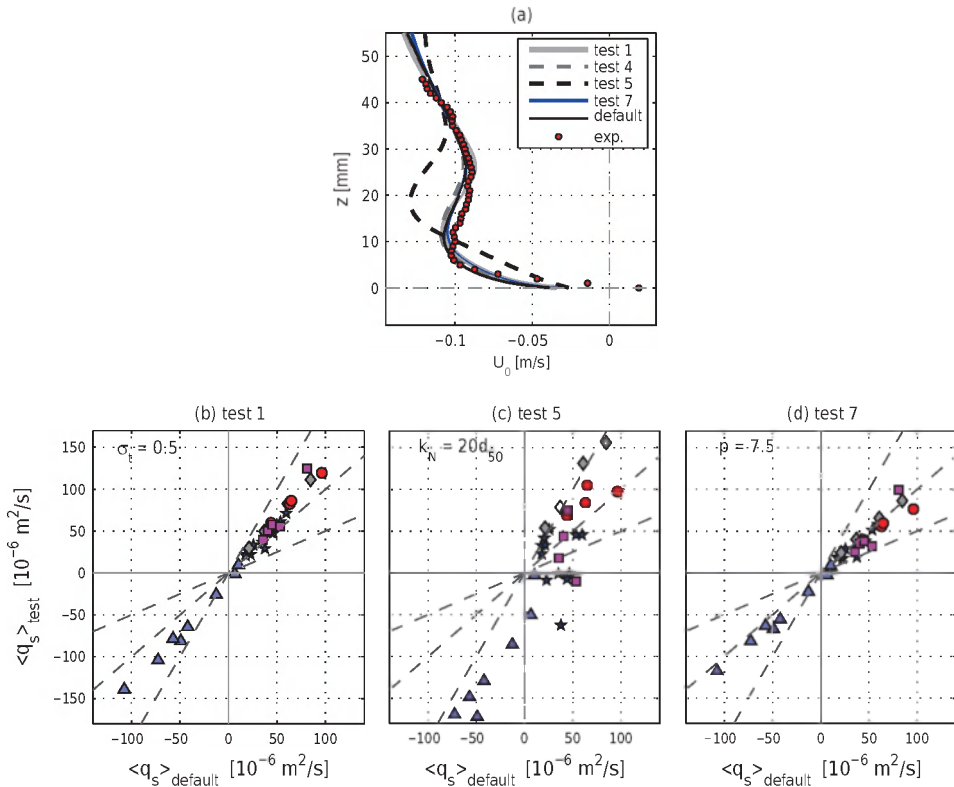 (a)
50
40
30
20
10
0
z [mm]
test 1
test 4
test 5
test 7
default
exp.
−0.1 −0.05 0
U0 [m/s]
(b) test 1
(c) test 5
(d) test 7
σt = 0.5
kN = 20d50
p =7.5
150
100
50
0
−50
−100
−150
<qs>test [10−6 m2/s]
−100 −50 0 50 100
−100 −50 0 50 100
−100 −50 0 50 100
<qs>default [10−6 m2/s]
<qs>default [10−6 m2/s]
<qs>default [10−6 m2/s]